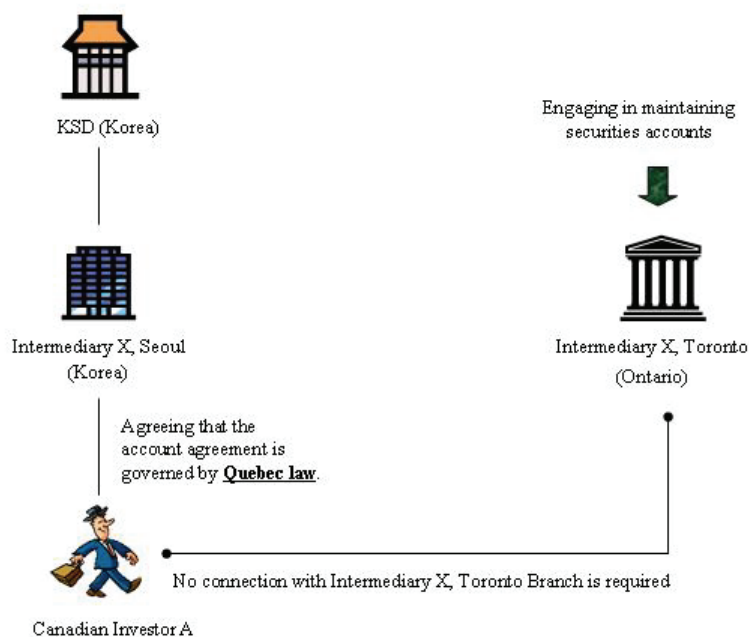 KSD (Korea)
Engaging in maintaining
securities accounts
Intermediary X, Seoul
(Korea)
Intermediary X, Toronto
(Ontario)
Agreeing that the
account agreement is
governed by Quebec law.
No connection with Intermediary X, Toronto Branch is required
Canadian Investor A